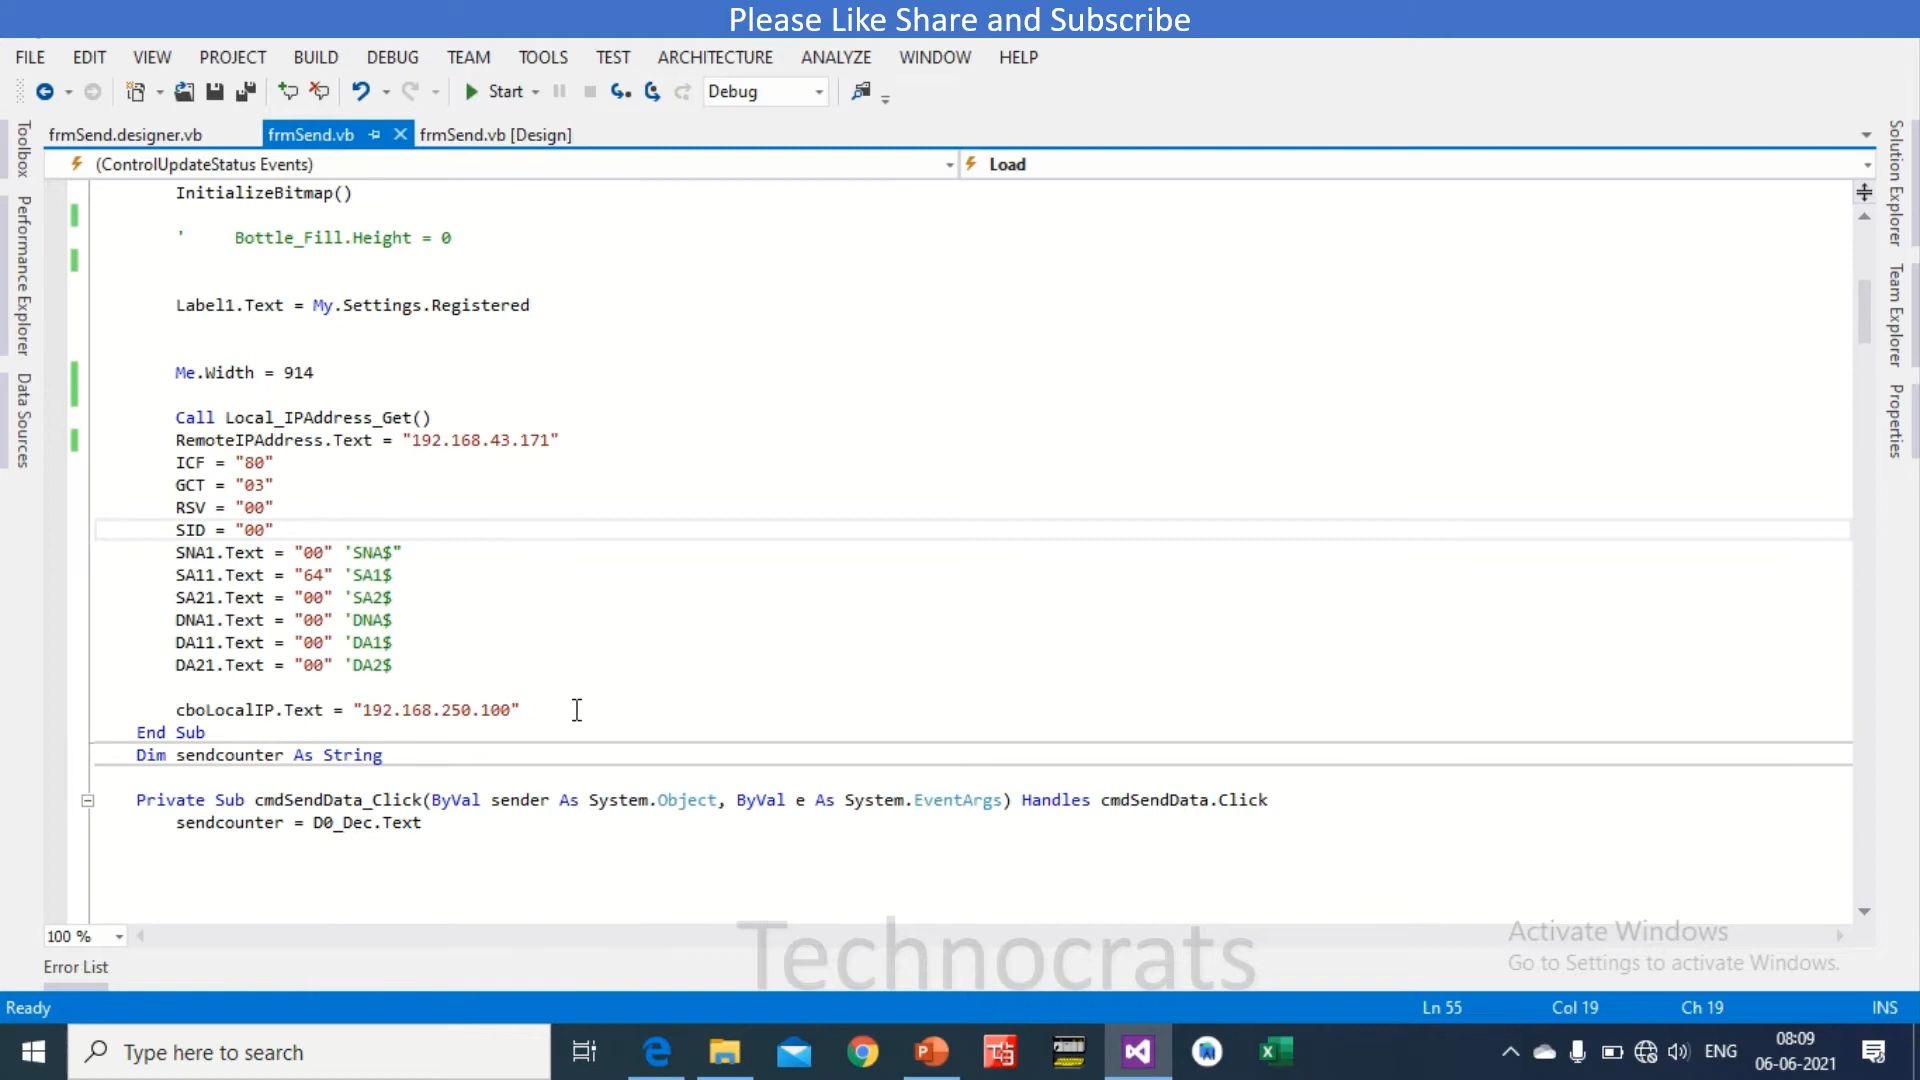 Please Like Share and Subscribe
FILE EDIT VIEW PROJECT BUILD DEBUG TEAM TOOLS TEST ARCHITECTURE ANALYZE WINDOW HELP
Start Debug
frmSend.designer.vb frmSend.vb frmSend.vb [Design]
(ControlUpdateStatus Events) Load
Toolbox
Performance Explorer
Data Sources
InitializeBitmap()
'     Bottle_Fill.Height = 0
Label1.Text = My.Settings.Registered
Me.Width = 914
Call Local_IPAddress_Get()
RemoteIPAddress.Text = "192.168.43.171"
ICF = "80"
GCT = "03"
RSV = "00"
SID = "00"
SNA1.Text = "00" 'SNA$"
SA11.Text = "64" 'SA1$
SA21.Text = "00" 'SA2$
DNA1.Text = "00" 'DNA$
DA11.Text = "00" 'DA1$
DA21.Text = "00" 'DA2$
cboLocalIP.Text = "192.168.250.100"
End Sub
Dim sendcounter As String
Private Sub cmdSendData_Click(ByVal sender As System.Object, ByVal e As System.EventArgs) Handles cmdSendData.Click
sendcounter = D0_Dec.Text
Solution Explorer
Team Explorer
Properties
100 %
Technocrats
Activate Windows
Go to Settings to activate Windows.
Error List
Ready Ln 55 Col 19 Ch 19 INS
Type here to search
ENG
08:09
06-06-2021